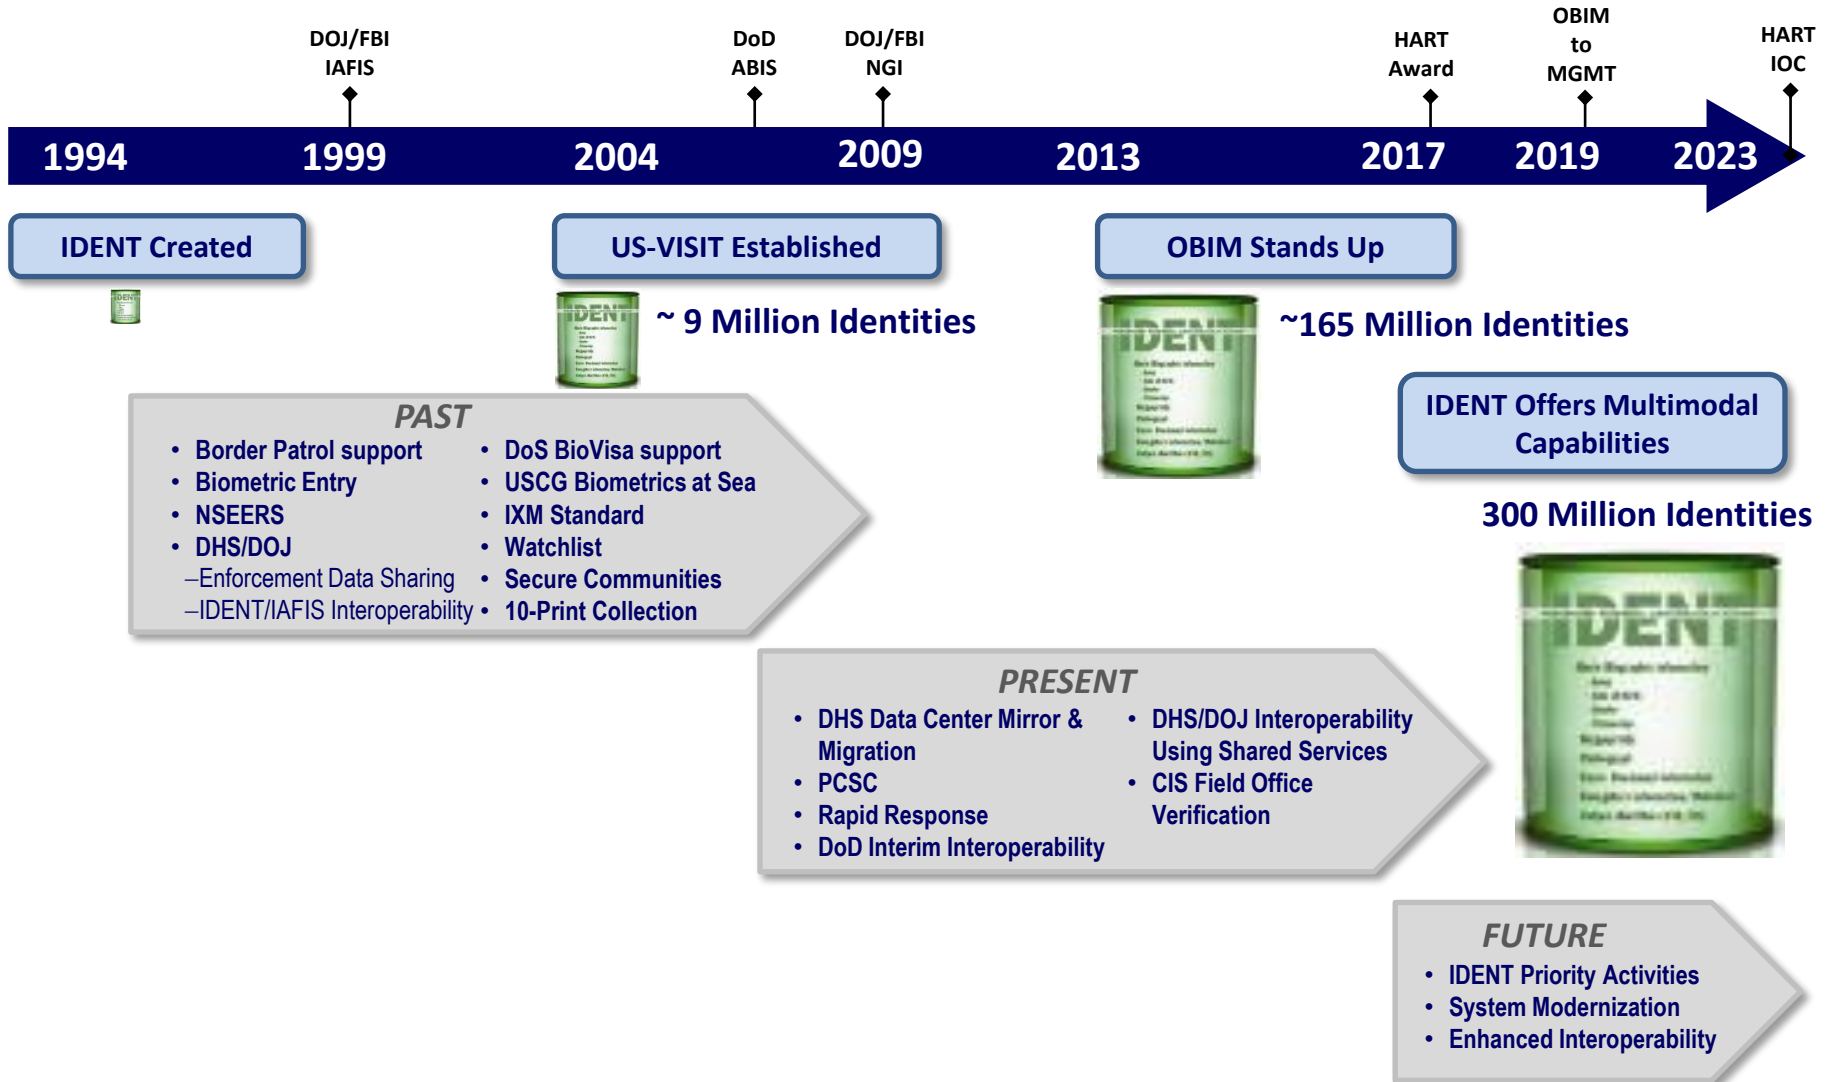 DOJ/FBI
IAFIS
DoD
ABIS
DOJ/FBI
NGI
HART
Award
OBIM
to
MGMT
HART
IOC
1994
1999
2004
2009
2013
2017
2019
2023
IDENT Created
US-VISIT Established
OBIM Stands Up
IDENT
IDENT
~ 9 Million Identities
IDENT
~165 Million Identities
IDENT Offers Multimodal
Capabilities
300 Million Identities
IDENT
PAST
• Border Patrol support
• Biometric Entry
• NSEERS
• DHS/DOJ
–Enforcement Data Sharing
–IDENT/IAFIS Interoperability
• DoS BioVisa support
• USCG Biometrics at Sea
• IXM Standard
• Watchlist
• Secure Communities
• 10-Print Collection
PRESENT
• DHS Data Center Mirror &
Migration
• PCSC
• Rapid Response
• DoD Interim Interoperability
• DHS/DOJ Interoperability
Using Shared Services
• CIS Field Office
Verification
FUTURE
• IDENT Priority Activities
• System Modernization
• Enhanced Interoperability